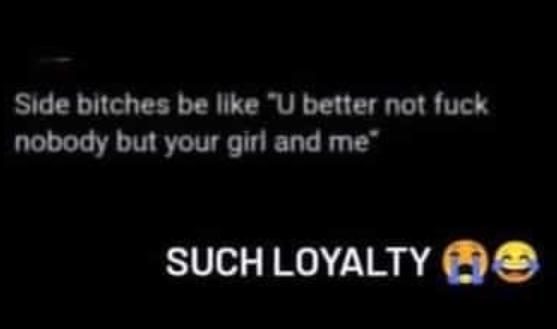 Side bitches be like "U better not fuck
nobody but your girl and me"
SUCH LOYALTY 😭😂